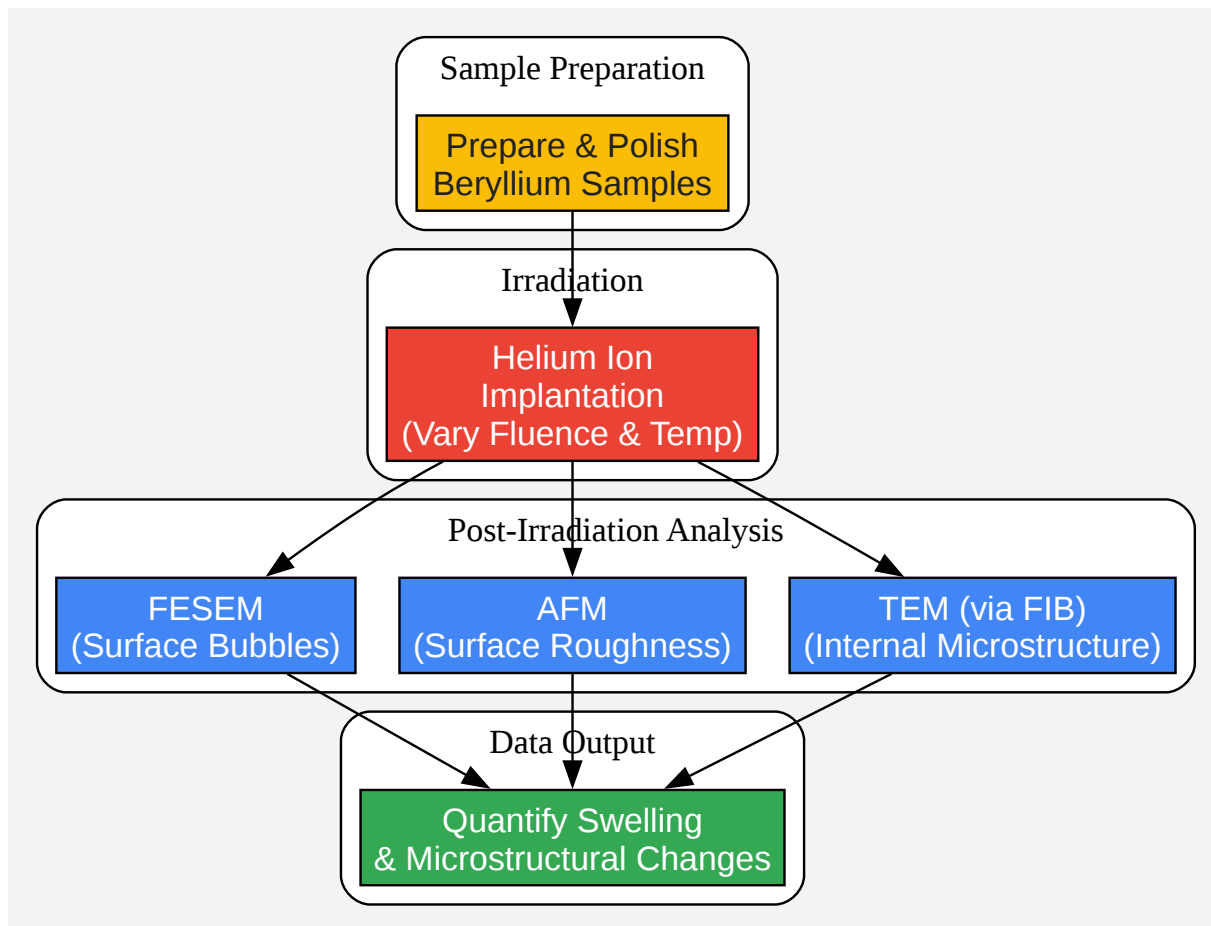 Sample Preparation
Prepare & Polish
Beryllium Samples
Irradiation
Helium Ion
Implantation
(Vary Fluence & Temp)
Post-Irradiation Analysis
FESEM
(Surface Bubbles)
AFM
(Surface Roughness)
TEM (via FIB)
(Internal Microstructure)
Data Output
Quantify Swelling
& Microstructural Changes